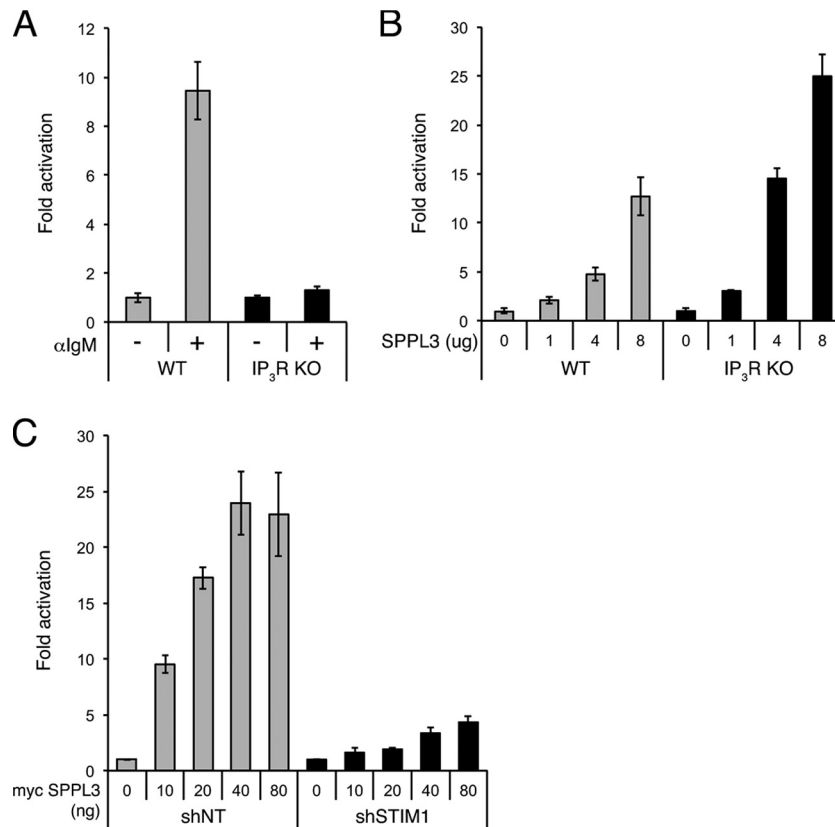 A
Fold activation
12
10
8
6
4
2
0
αIgM - + - +
WT IP3R KO
B
Fold activation
30
25
20
15
10
5
0
SPPL3 (ug) 0 1 4 8 0 1 4 8
WT IP3R KO
C
Fold activation
30
25
20
15
10
5
0
myc SPPL3 0 10 20 40 80 0 10 20 40 80
(ng) shNT shSTIM1